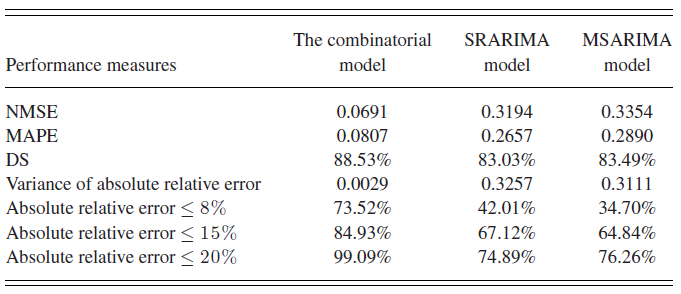 The combinatorial SRARIMA MSARIMA
Performance measures model model model
NMSE 0.0691 0.3194 0.3354
MAPE 0.0807 0.2657 0.2890
DS 88.53% 83.03% 83.49%
Variance of absolute relative error 0.0029 0.3257 0.3111
Absolute relative error ≤ 8% 73.52% 42.01% 34.70%
Absolute relative error ≤ 15% 84.93% 67.12% 64.84%
Absolute relative error ≤ 20% 99.09% 74.89% 76.26%